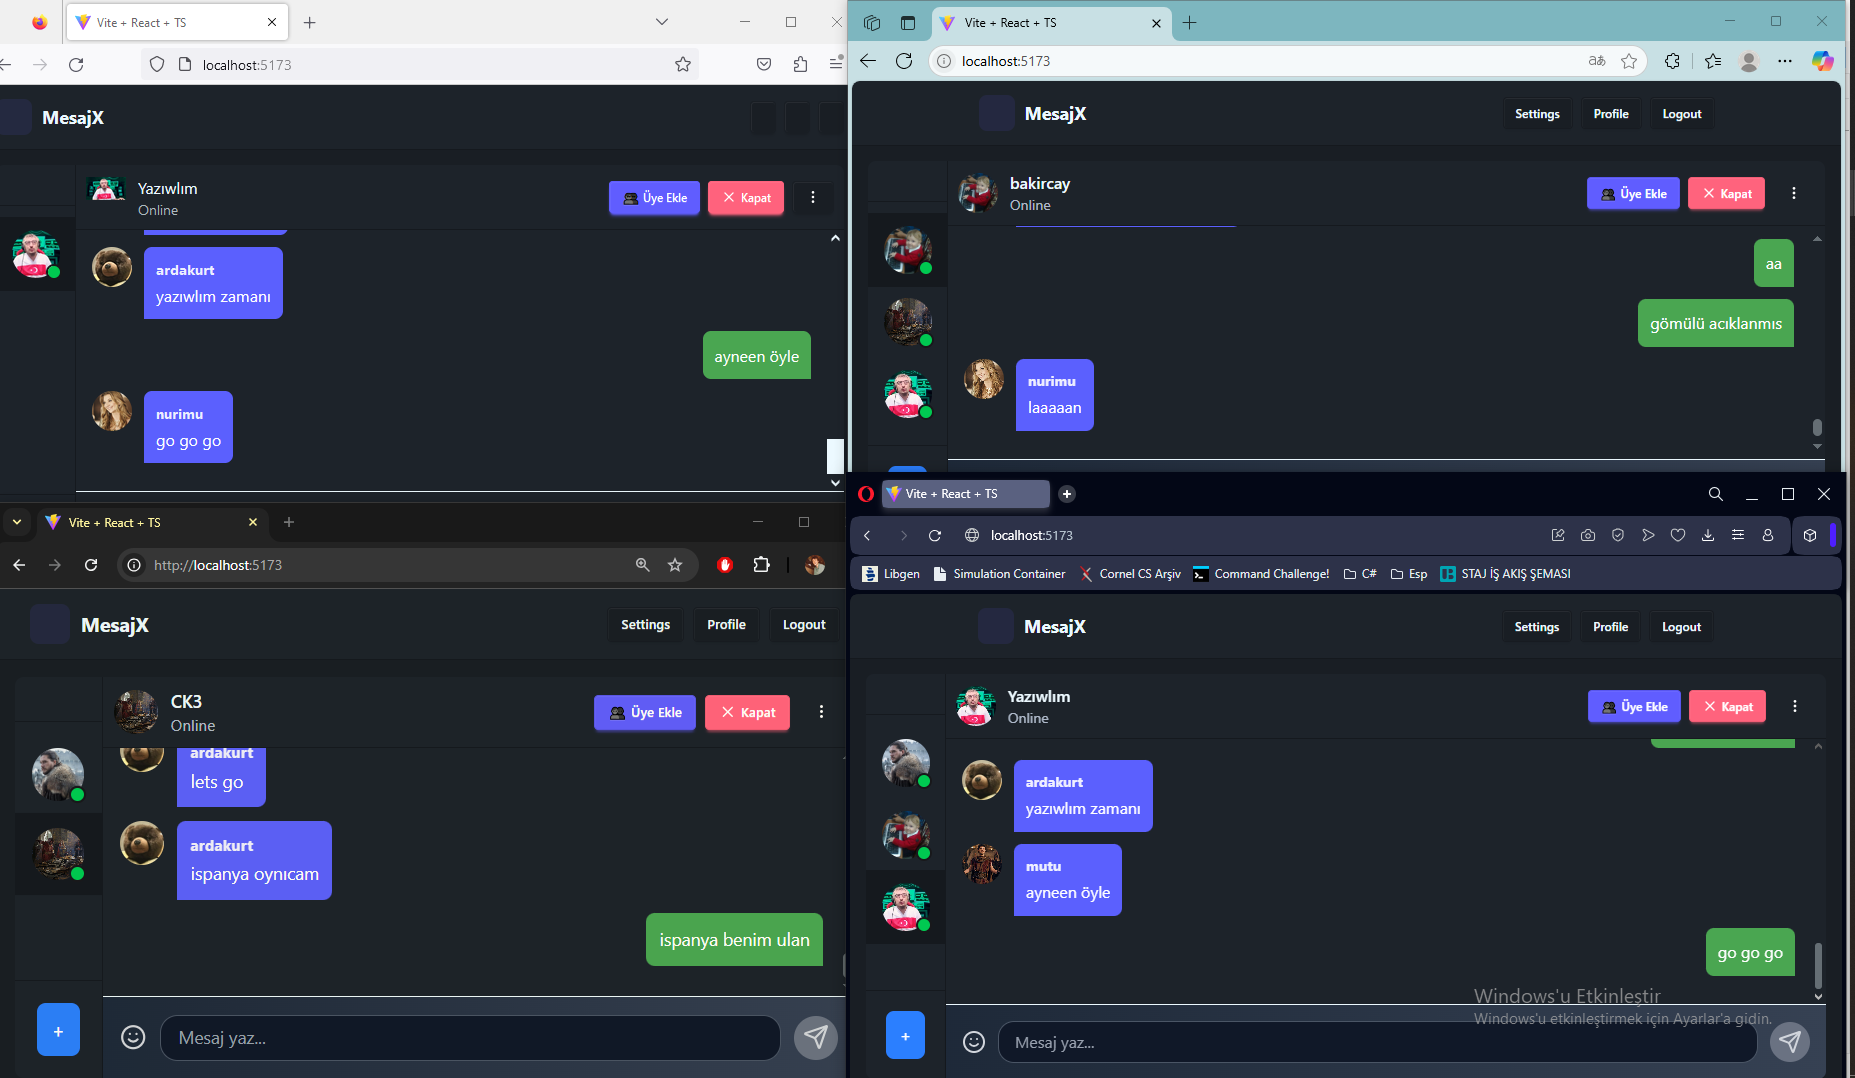 Vite + React + TS
localhost:5173
MesajX
Yazıwlım
Online
Üye Ekle
Kapat
ardakurt
yazıwlım zamanı
ayneen öyle
nurimu
go go go
Vite + React + TS
localhost:5173
aあ
MesajX
Settings
Profile
Logout
bakircay
Online
Üye Ekle
Kapat
aa
gömülü acıklanmıs
nurimu
laaaaan
Vite + React + TS
http://localhost:5173
MesajX
Settings
Profile
Logout
CK3
Online
Üye Ekle
Kapat
ardakurt
lets go
ardakurt
ispanya oynıcam
ispanya benim ulan
+
Mesaj yaz...
Vite + React + TS
localhost:5173
Libgen
Simulation Container
Cornel CS Arşiv
Command Challenge!
C#
Esp
STAJ İŞ AKIŞ ŞEMASI
MesajX
Settings
Profile
Logout
Yazıwlım
Online
Üye Ekle
Kapat
ardakurt
yazıwlım zamanı
mutu
ayneen öyle
go go go
+
Mesaj yaz...
Windows'u Etkinleştir
Windows'u etkinleştirmek için Ayarlar'a gidin.